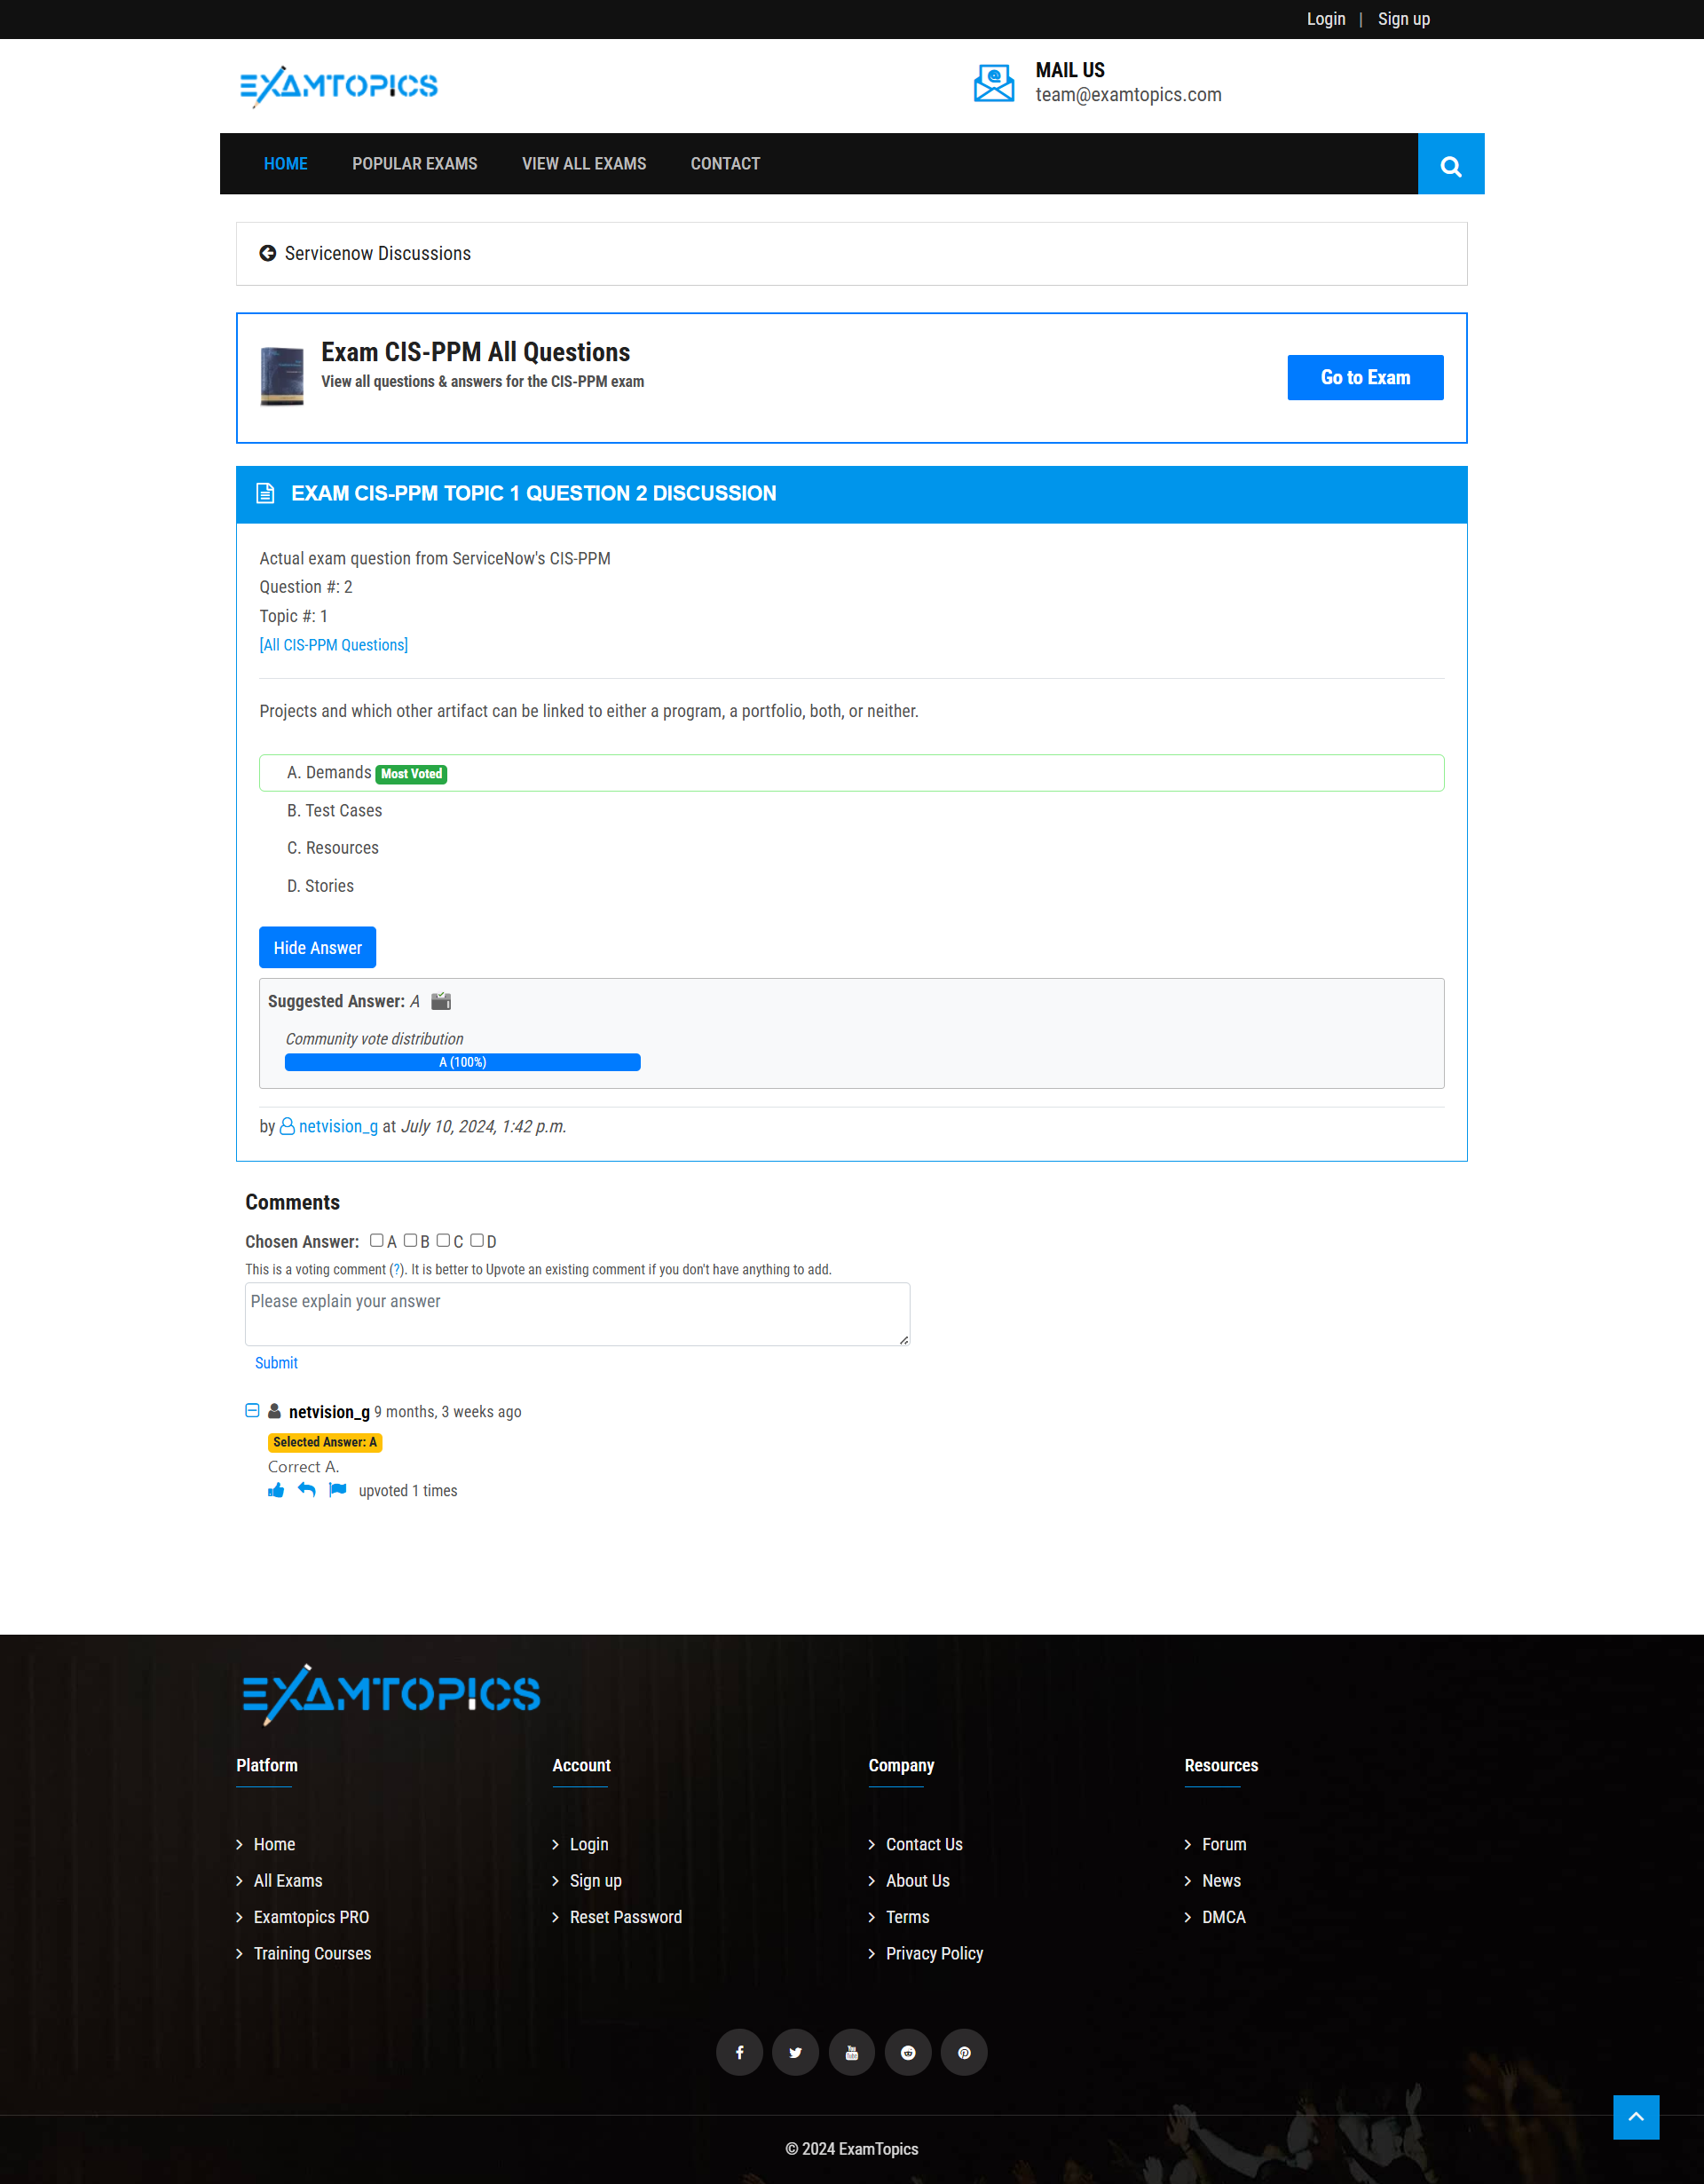 Login | Sign up
EXAMTOPICS
MAIL US
team@examtopics.com
HOME POPULAR EXAMS VIEW ALL EXAMS CONTACT
Servicenow Discussions
Exam CIS-PPM All Questions
View all questions & answers for the CIS-PPM exam
Go to Exam
EXAM CIS-PPM TOPIC 1 QUESTION 2 DISCUSSION
Actual exam question from ServiceNow's CIS-PPM
Question #: 2
Topic #: 1
[All CIS-PPM Questions]
Projects and which other artifact can be linked to either a program, a portfolio, both, or neither.
A. Demands Most Voted
B. Test Cases
C. Resources
D. Stories
Hide Answer
Suggested Answer: A
Community vote distribution
A (100%)
by netvision_g at July 10, 2024, 1:42 p.m.
Comments
Chosen Answer: A B C D
This is a voting comment (?). It is better to Upvote an existing comment if you don't have anything to add.
Please explain your answer
Submit
netvision_g 9 months, 3 weeks ago
Selected Answer: A
Correct A.
upvoted 1 times
EXAMTOPICS
Platform Account Company Resources
Home Login Contact Us Forum
All Exams Sign up About Us News
Examtopics PRO Reset Password Terms DMCA
Training Courses Privacy Policy
© 2024 ExamTopics